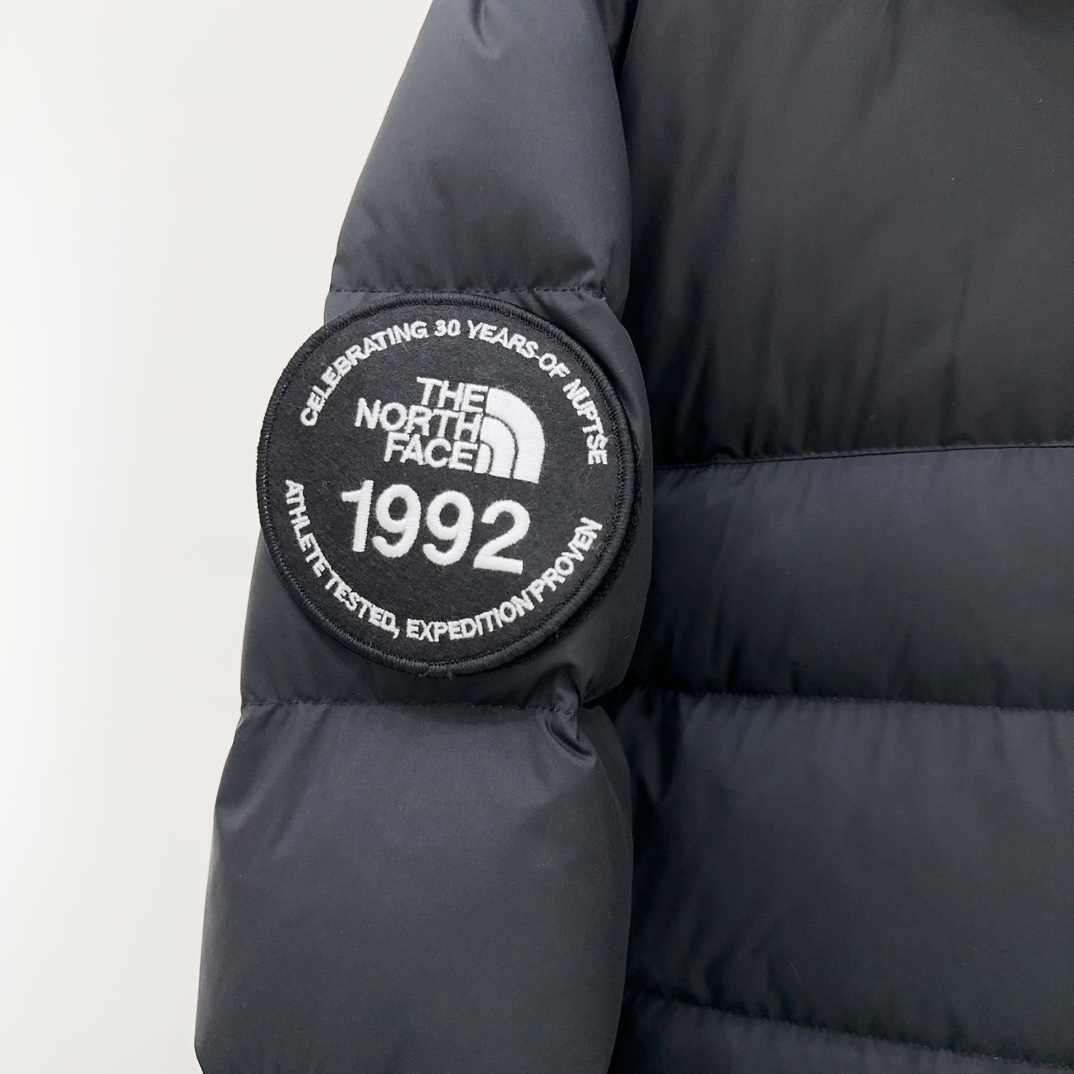 CELEBRATING 30 YEARS OF NUPTSE
THE
NORTH
FACE
1992
ATHLETE TESTED, EXPEDITION PROVEN